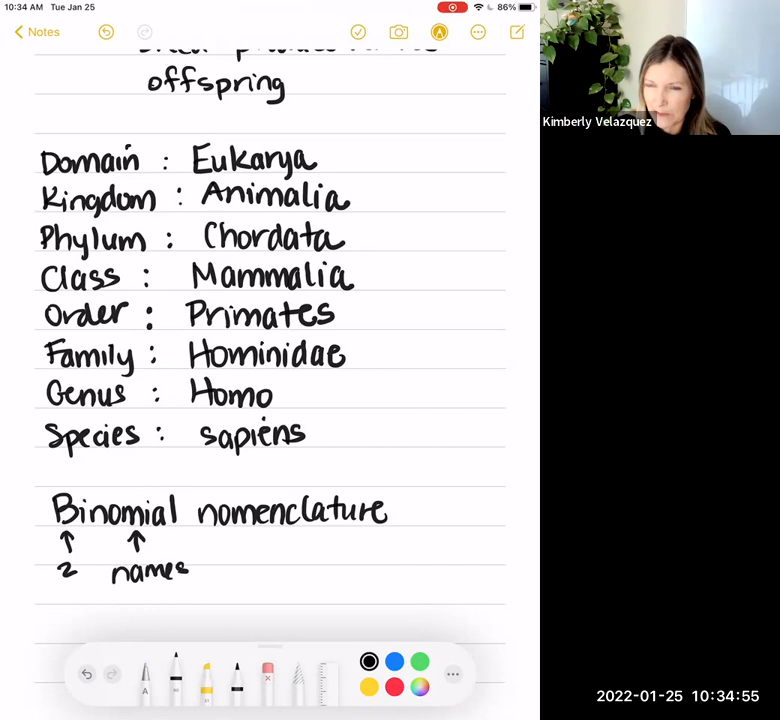 10:34 AM Tue Jan 25
86%
Notes
offspring
Domain : Eukarya
Kingdom : Animalia
Phylum : Chordata
Class : Mammalia
Order : Primates
Family : Hominidae
Genus : Homo
Species : sapiens
Binomial nomenclature
↑ ↑
2 names
A
Kimberly Velazquez
2022-01-25 10:34:55